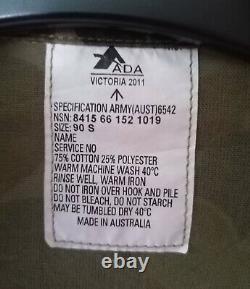 ADA
VICTORIA 2011
SPECIFICATION ARMY(AUST)6542
NSN: 8415 66 152 1019
SIZE: 90 S
NAME
SERVICE NO
75% COTTON 25% POLYESTER
WARM MACHINE WASH 40°C
RINSE WELL, WARM IRON
DO NOT IRON OVER HOOK AND PILE
DO NOT BLEACH, DO NOT STARCH
MAY BE TUMBLED DRY 40°C
MADE IN AUSTRALIA